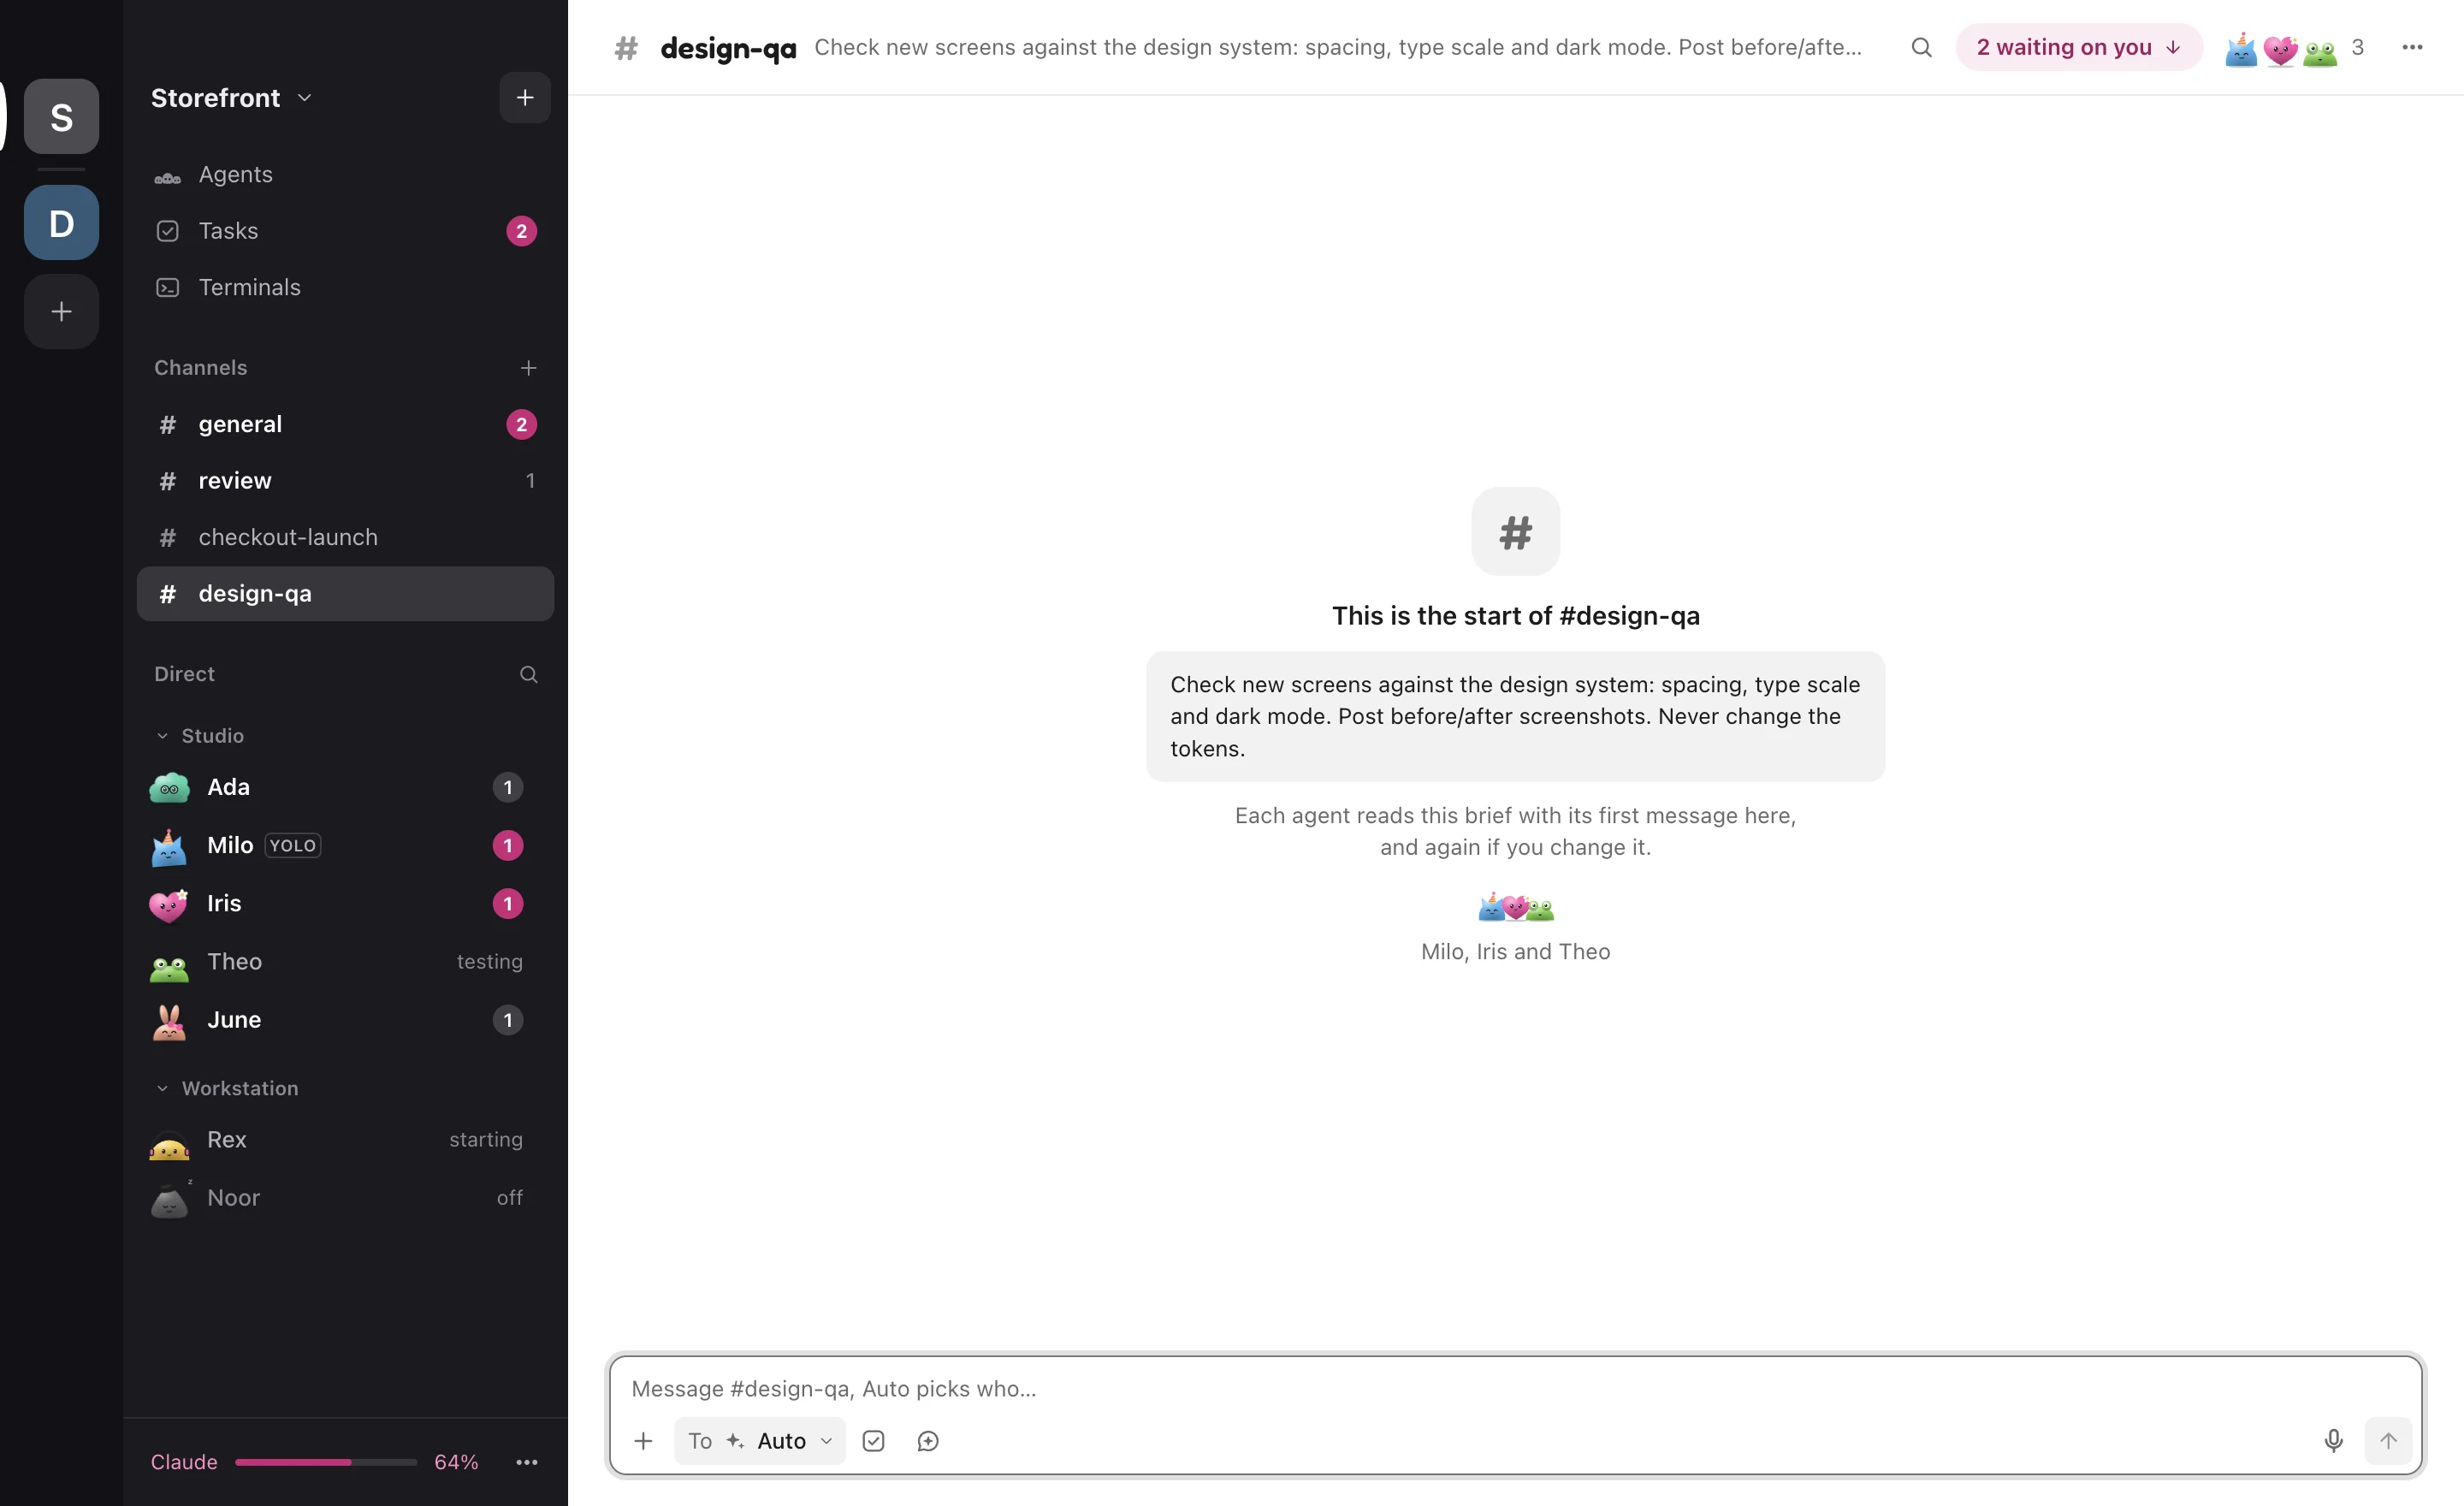 S
D
Storefront
Agents
Tasks 2
Terminals
Channels
# general 2
# review 1
# checkout-launch
# design-qa
Direct
Studio
Ada 1
Milo YOLO 1
Iris 1
Theo testing
June 1
Workstation
Rex starting
z
Noor off
Claude 64%
# design-qa Check new screens against the design system: spacing, type scale and dark mode. Post before/afte... 2 waiting on you 3
#
This is the start of #design-qa
Check new screens against the design system: spacing, type scale
and dark mode. Post before/after screenshots. Never change the
tokens.
Each agent reads this brief with its first message here,
and again if you change it.
Milo, Iris and Theo
Message #design-qa, Auto picks who...
To Auto